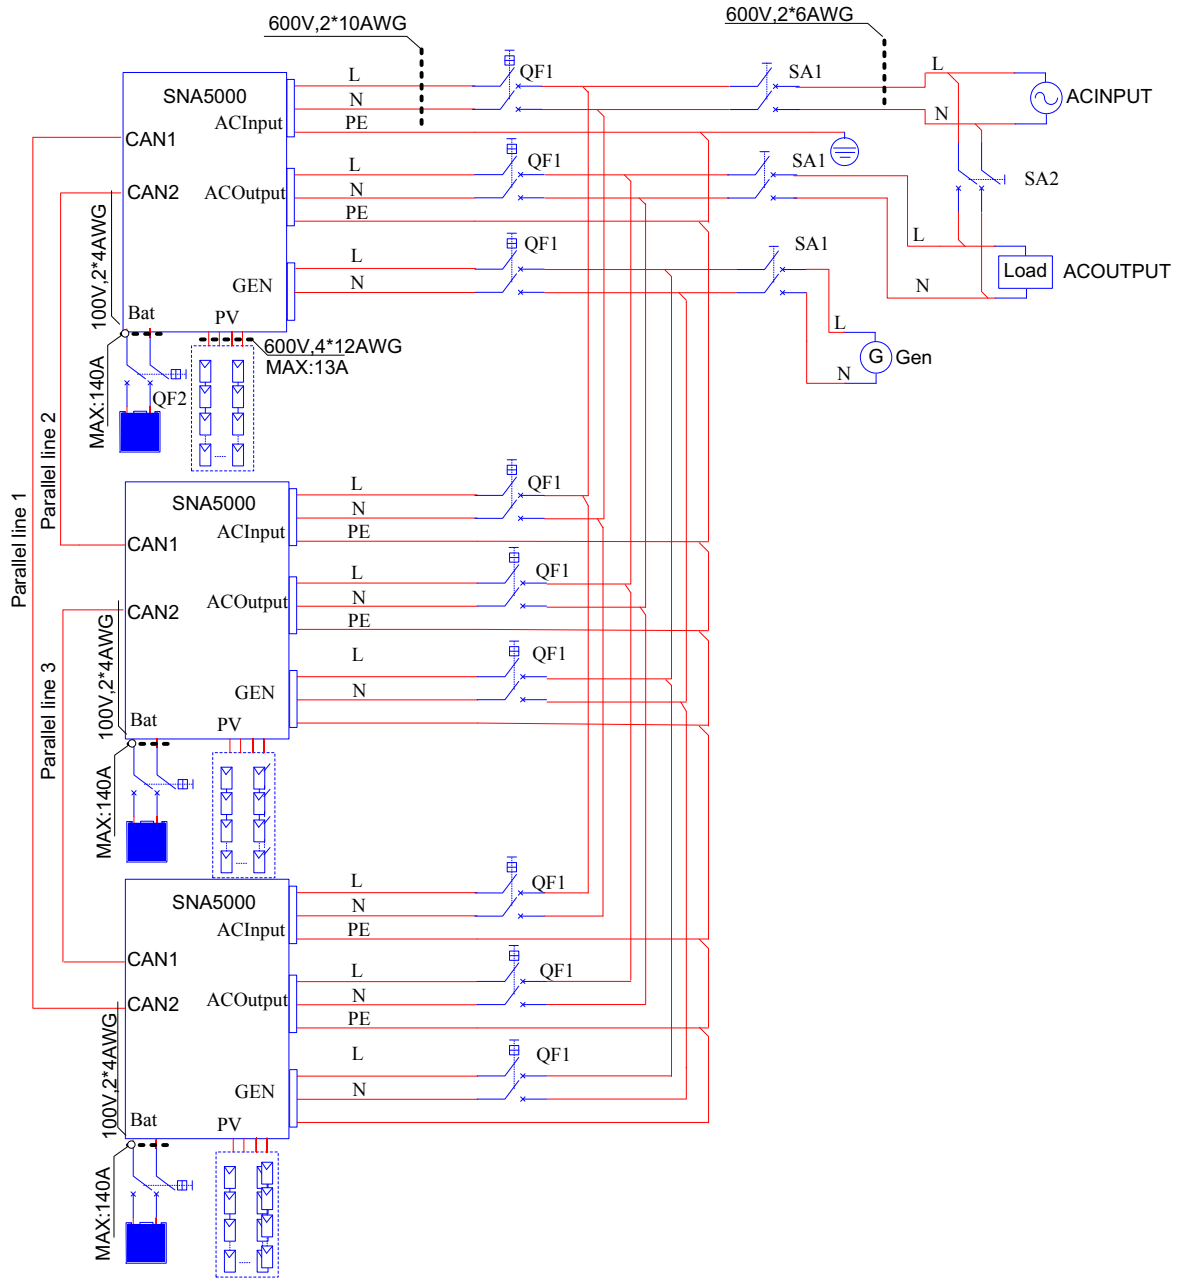 600V,2*10AWG
600V,2*6AWG
SNA5000
ACInput
L
N
PE
QF1
SA1
L
N
ACINPUT
CAN1
CAN2
ACOutput
L
N
PE
QF1
SA1
SA2
L
N
Load
ACOUTPUT
GEN
L
N
QF1
SA1
L
N
G
Gen
Bat
PV
100V,2*4AWG
MAX:140A
QF2
600V,4*12AWG
MAX:13A
Parallel line 1
Parallel line 2
Parallel line 3
SNA5000
ACInput
L
N
PE
QF1
CAN1
CAN2
ACOutput
L
N
PE
QF1
GEN
L
N
QF1
Bat
PV
100V,2*4AWG
MAX:140A
SNA5000
ACInput
L
N
PE
QF1
CAN1
CAN2
ACOutput
L
N
PE
QF1
GEN
L
N
QF1
Bat
PV
100V,2*4AWG
MAX:140A